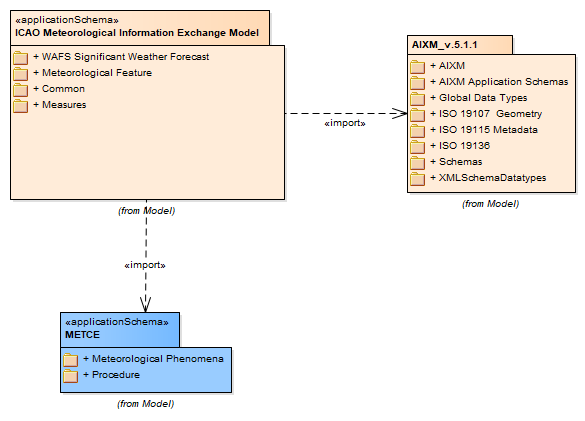 «applicationSchema»
ICAO Meteorological Information Exchange Model
+ WAFS Significant Weather Forecast
+ Meteorological Feature
+ Common
+ Measures
(from Model)
«import»
AIXM_v.5.1.1
+ AIXM
+ AIXM Application Schemas
+ Global Data Types
+ ISO 19107  Geometry
+ ISO 19115 Metadata
+ ISO 19136
+ Schemas
+ XMLSchemaDatatypes
(from Model)
«import»
«applicationSchema»
METCE
+ Meteorological Phenomena
+ Procedure
(from Model)